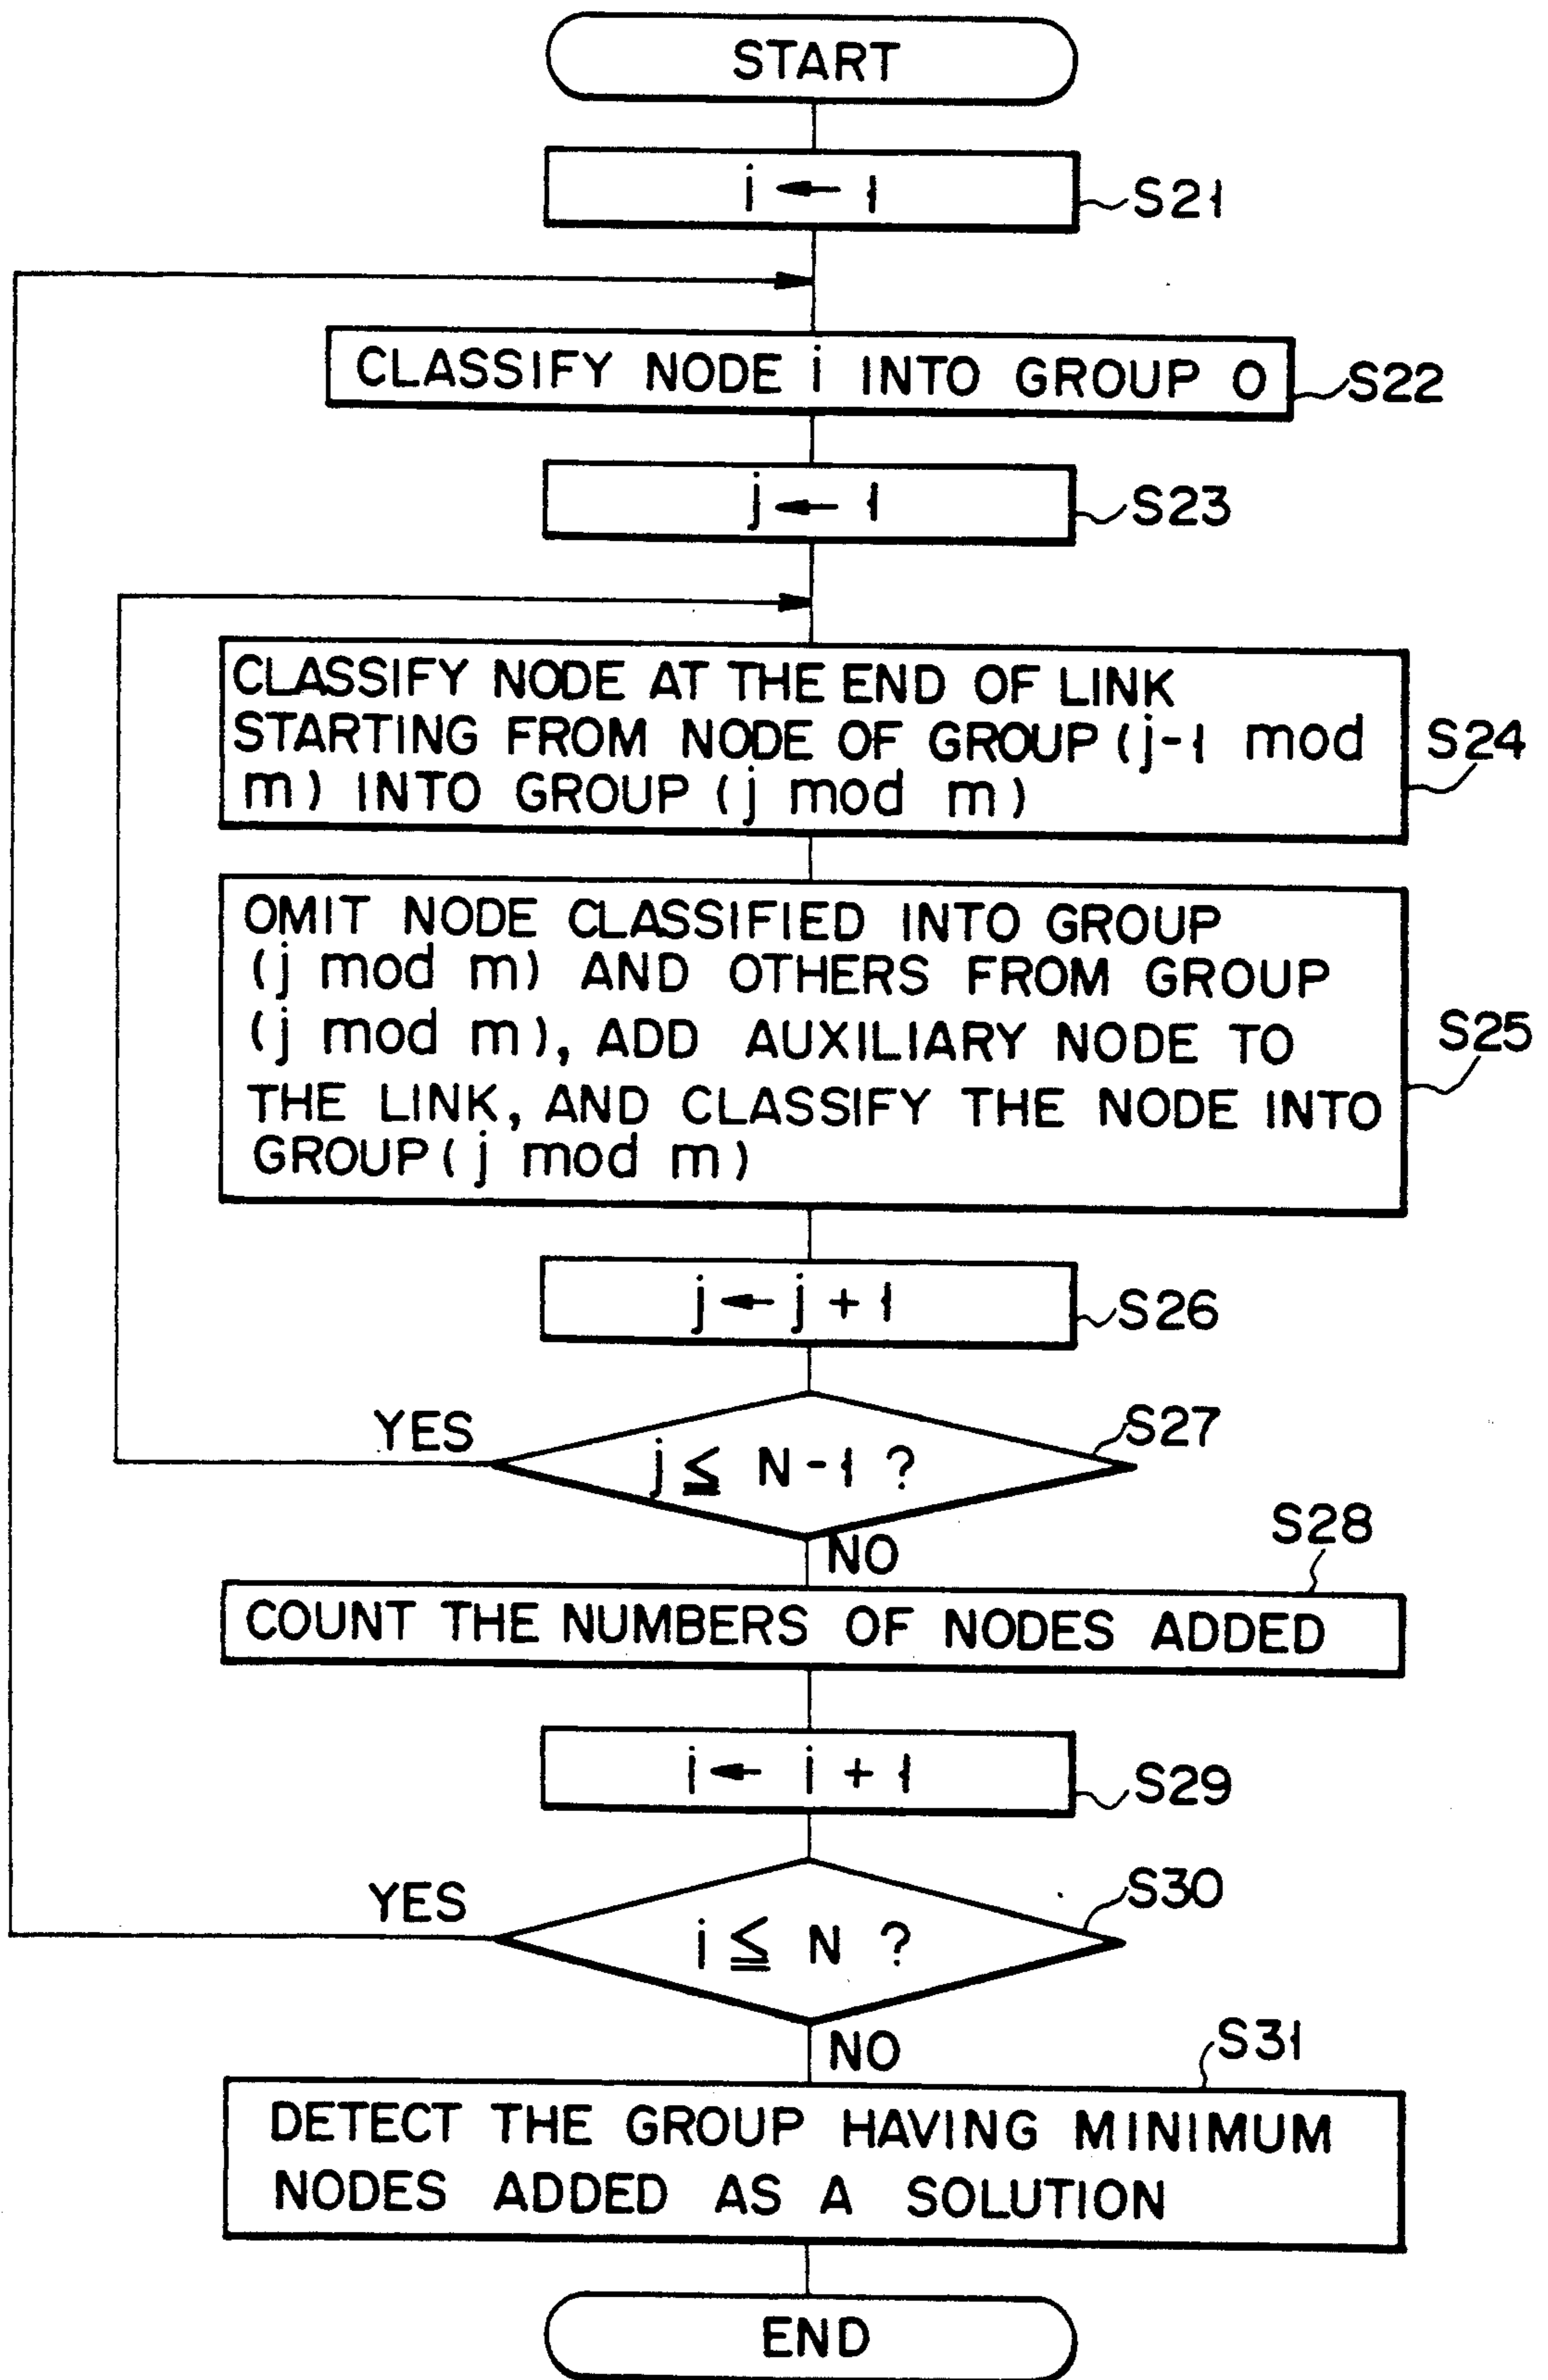 START
i ← 1
S21
CLASSIFY NODE i INTO GROUP 0
S22
j ← 1
S23
CLASSIFY NODE AT THE END OF LINK
STARTING FROM NODE OF GROUP (j-1 mod
m) INTO GROUP (j mod m)
S24
OMIT NODE CLASSIFIED INTO GROUP
(j mod m) AND OTHERS FROM GROUP
(j mod m), ADD AUXILIARY NODE TO
THE LINK, AND CLASSIFY THE NODE INTO
GROUP (j mod m)
S25
j ← j + 1
S26
YES
j ≦ N-1 ?
S27
NO
S28
COUNT THE NUMBERS OF NODES ADDED
i ← i + 1
S29
YES
i ≦ N ?
S30
NO
S31
DETECT THE GROUP HAVING MINIMUM
NODES ADDED AS A SOLUTION
END